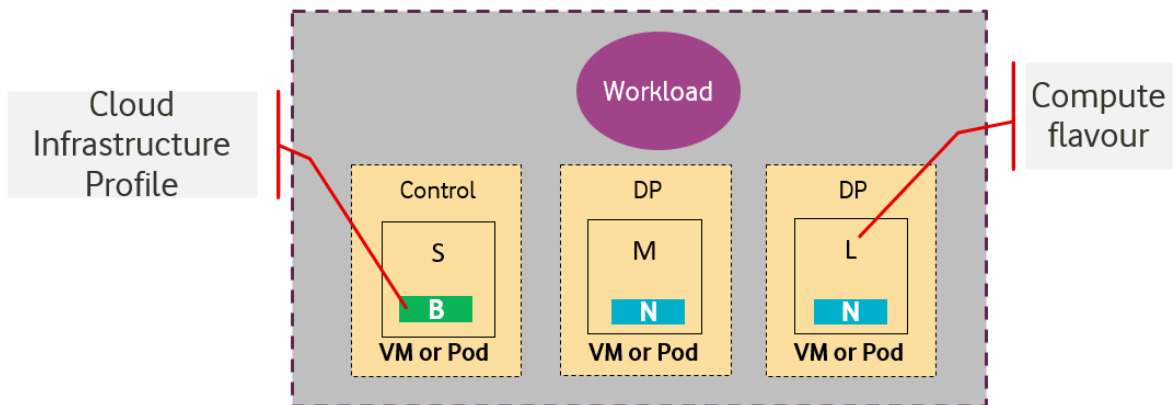 Cloud
Infrastructure
Profile
Workload
Compute
flavour
Control
S
B
VM or Pod
DP
M
N
VM or Pod
DP
L
N
VM or Pod